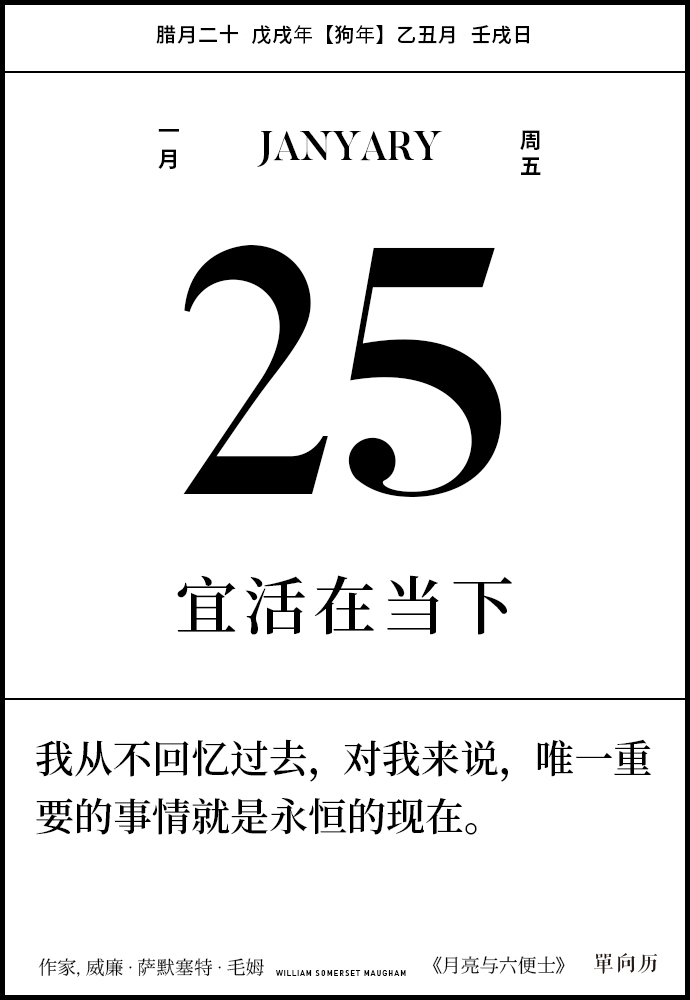 腊月二十 戊戌年【狗年】乙丑月 壬戌日
一月
JANYARY
周五
25
宜活在当下
我从不回忆过去，对我来说，唯一重
要的事情就是永恒的现在。
作家, 威廉·萨默塞特·毛姆 WILLIAM SOMERSET MAUGHAM 《月亮与六便士》 單向历